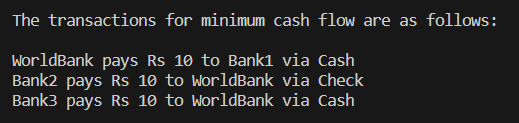 The transactions for minimum cash flow are as follows:
WorldBank pays Rs 10 to Bank1 via Cash
Bank2 pays Rs 10 to WorldBank via Check
Bank3 pays Rs 10 to WorldBank via Cash